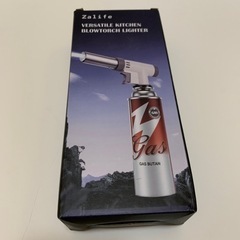 Zalife
VERSATILE KITCHEN
BLOWTORCH LIGHTER
Gas
GAS BUTAN